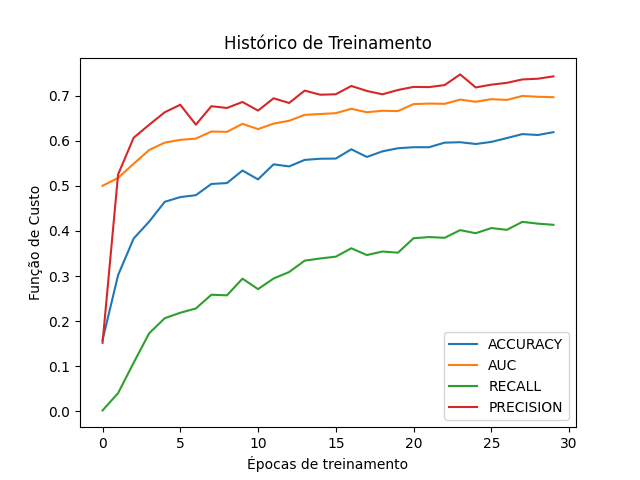 Histórico de Treinamento
Função de Custo
0.7
0.6
0.5
0.4
0.3
0.2
0.1
0.0
ACCURACY
AUC
RECALL
PRECISION
0 5 10 15 20 25 30
Épocas de treinamento